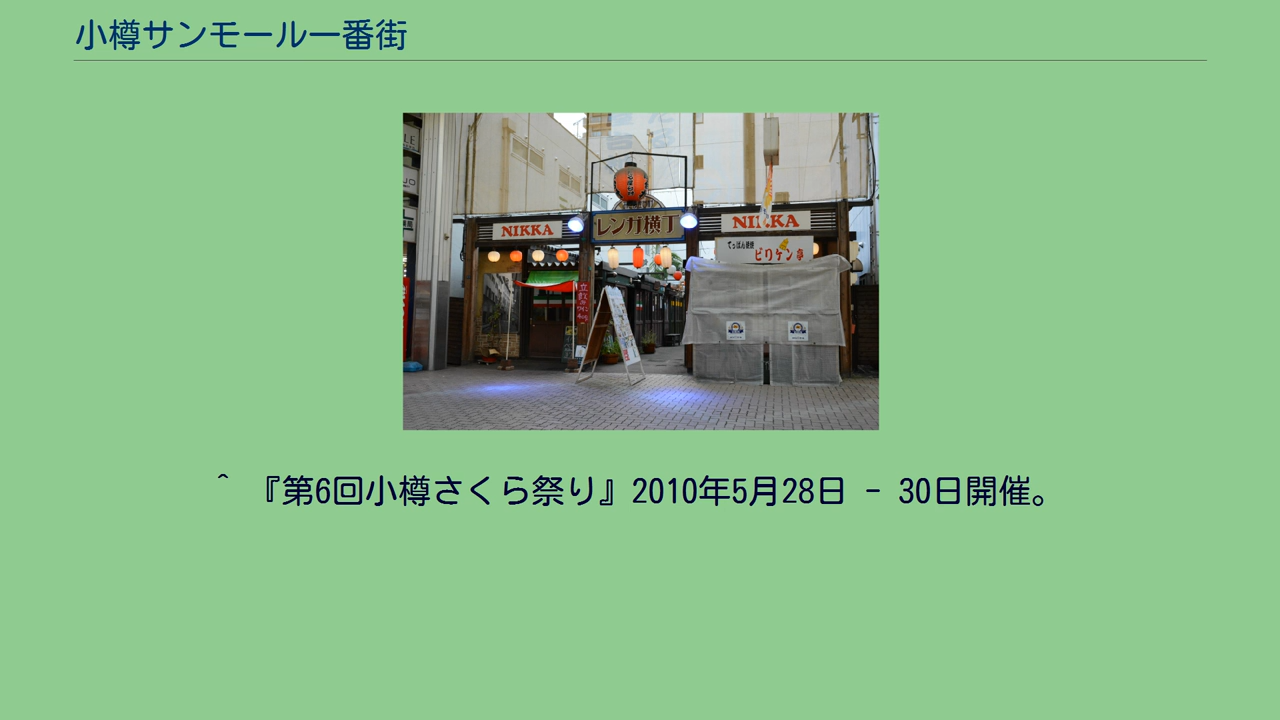 小樽サンモール一番街
NIKKA
レンガ横丁
NIKKA
てっぱん居酒
ビリケン亭
^ 『第6回小樽さくら祭り』2010年5月28日 - 30日開催。